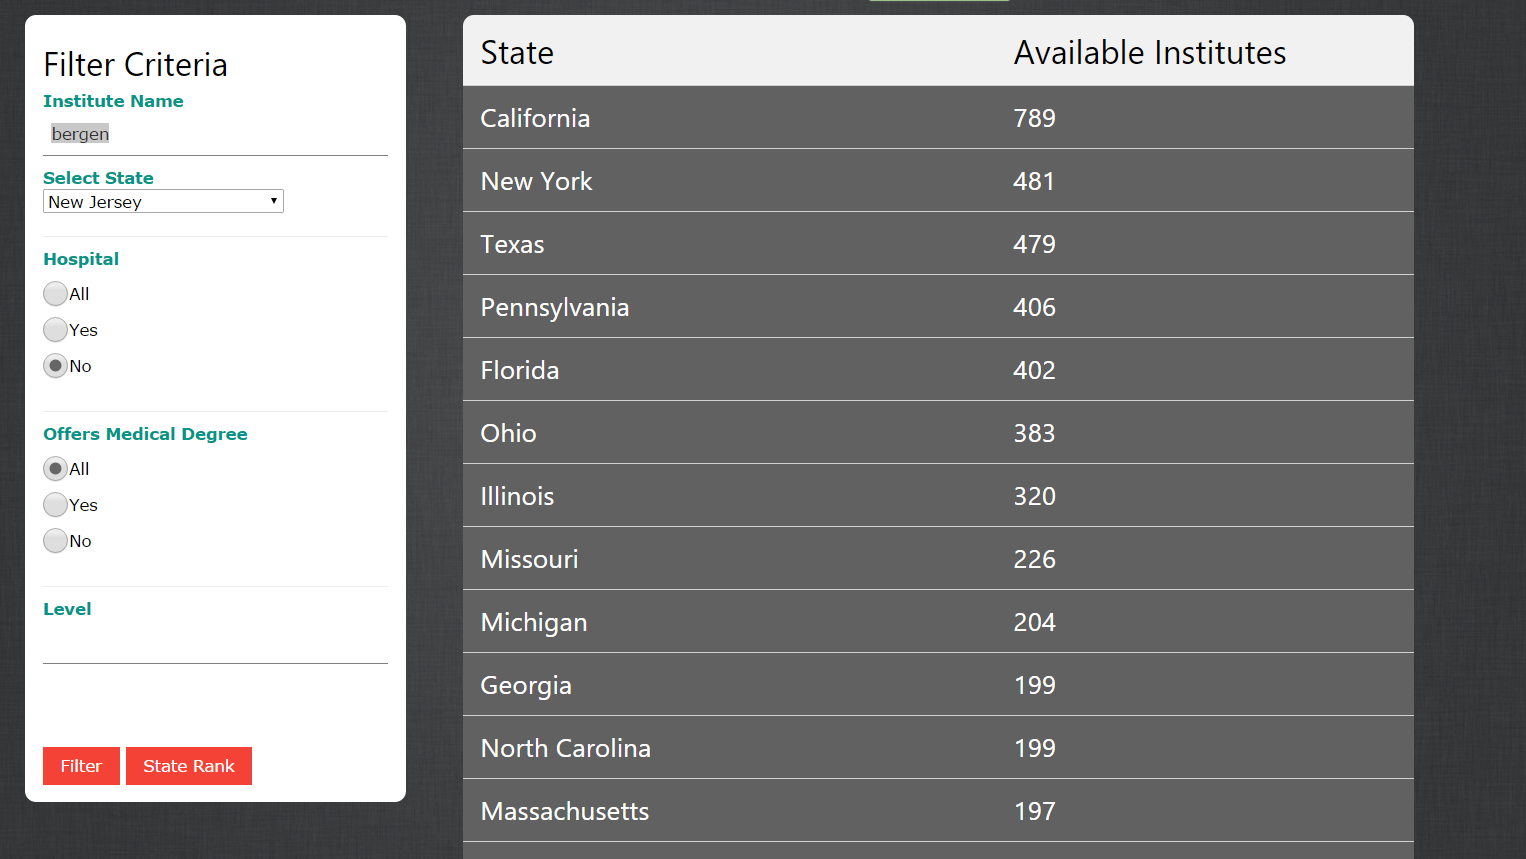 Filter Criteria
Institute Name
bergen
Select State
New Jersey
Hospital
All
Yes
No
Offers Medical Degree
All
Yes
No
Level
Filter State Rank
State Available Institutes
California 789
New York 481
Texas 479
Pennsylvania 406
Florida 402
Ohio 383
Illinois 320
Missouri 226
Michigan 204
Georgia 199
North Carolina 199
Massachusetts 197